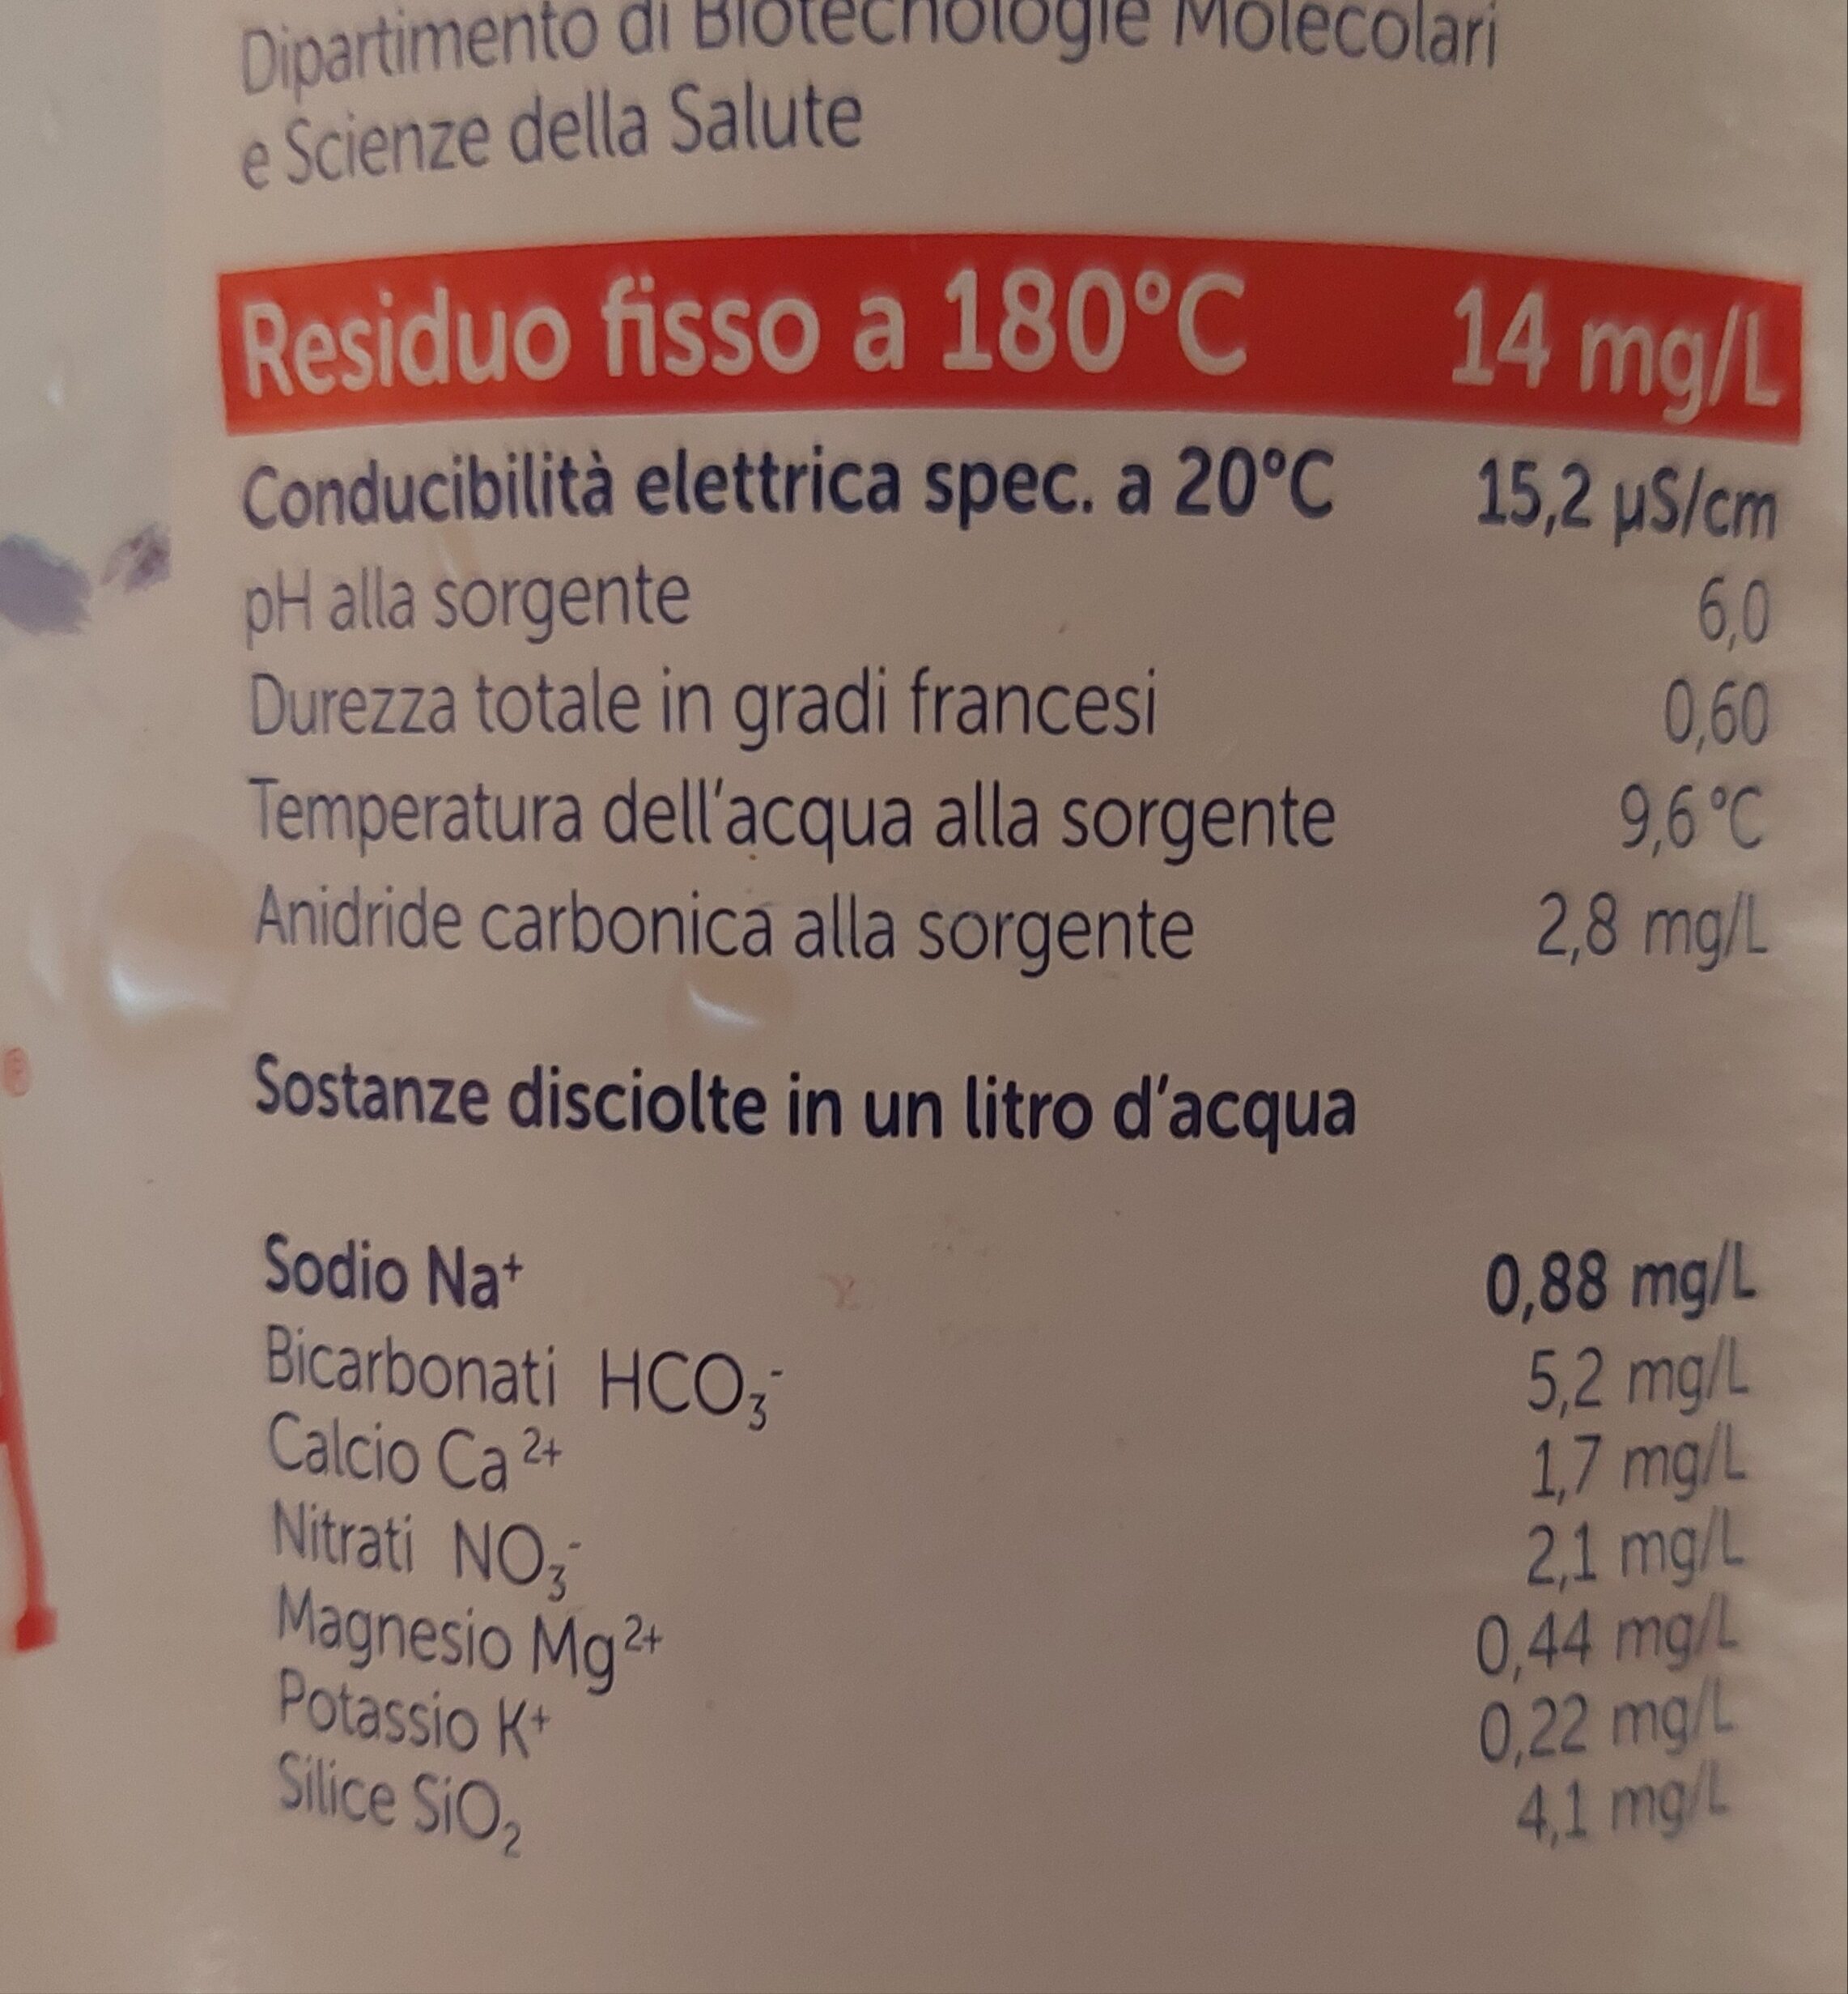 Dipartimento di Biotecnologie Molecolari
e Scienze della Salute
Residuo fisso a 180°C 14 mg/L
Conducibilità elettrica spec. a 20°C 15,2 µS/cm
pH alla sorgente 6,0
Durezza totale in gradi francesi 0,60
Temperatura dell'acqua alla sorgente 9,6 °C
Anidride carbonica alla sorgente 2,8 mg/L
®
Sostanze disciolte in un litro d'acqua
Sodio Na⁺ 0,88 mg/L
Bicarbonati HCO₃⁻ 5,2 mg/L
Calcio Ca ²⁺ 1,7 mg/L
Nitrati NO₃⁻ 2,1 mg/L
Magnesio Mg²⁺ 0,44 mg/L
Potassio K⁺ 0,22 mg/L
Silice SiO₂ 4,1 mg/L